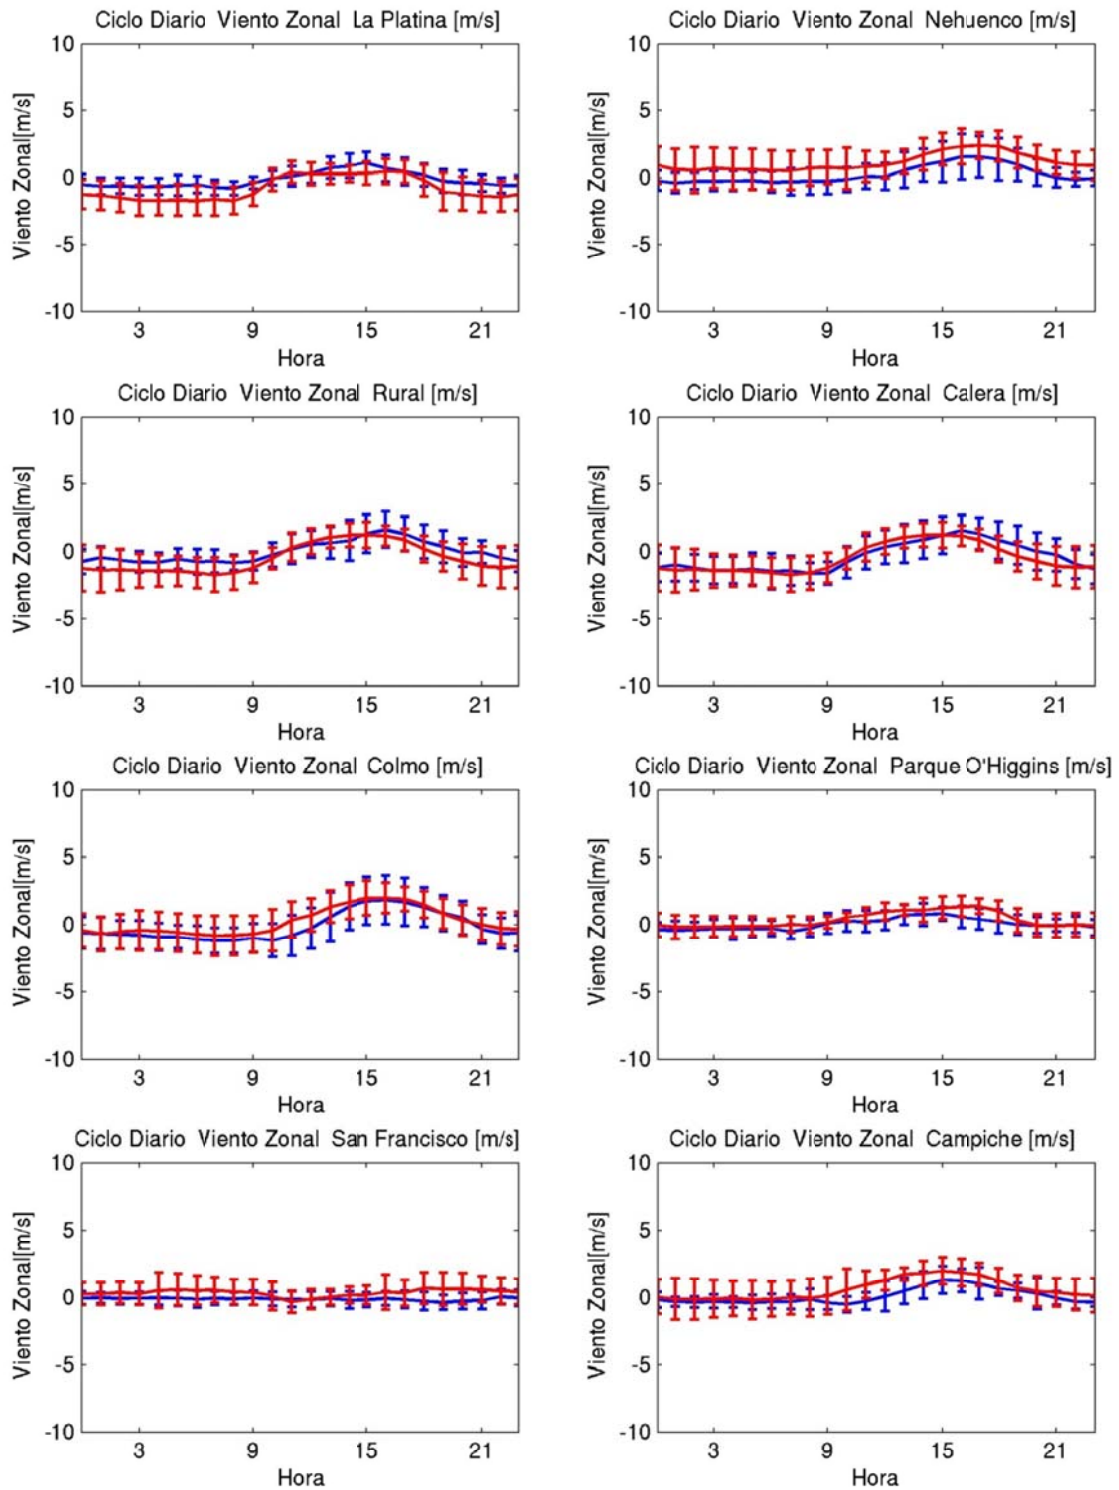 Ciclo Diario Viento Zonal La Platina [m/s]
10
5
0
-5
-10
Viento Zonal[m/s]
3 9 15 21
Hora
Ciclo Diario Viento Zonal Nehuenco [m/s]
10
5
0
-5
-10
Viento Zonal[m/s]
3 9 15 21
Hora
Ciclo Diario Viento Zonal Rural [m/s]
10
5
0
-5
-10
Viento Zonal[m/s]
3 9 15 21
Hora
Ciclo Diario Viento Zonal Calera [m/s]
10
5
0
-5
-10
Viento Zonal[m/s]
3 9 15 21
Hora
Ciclo Diario Viento Zonal Colmo [m/s]
10
5
0
-5
-10
Viento Zonal[m/s]
3 9 15 21
Hora
Ciclo Diario Viento Zonal Parque O'Higgins [m/s]
10
5
0
-5
-10
Viento Zonal[m/s]
3 9 15 21
Hora
Ciclo Diario Viento Zonal San Francisco [m/s]
10
5
0
-5
-10
Viento Zonal[m/s]
3 9 15 21
Hora
Ciclo Diario Viento Zonal Campiche [m/s]
10
5
0
-5
-10
Viento Zonal[m/s]
3 9 15 21
Hora